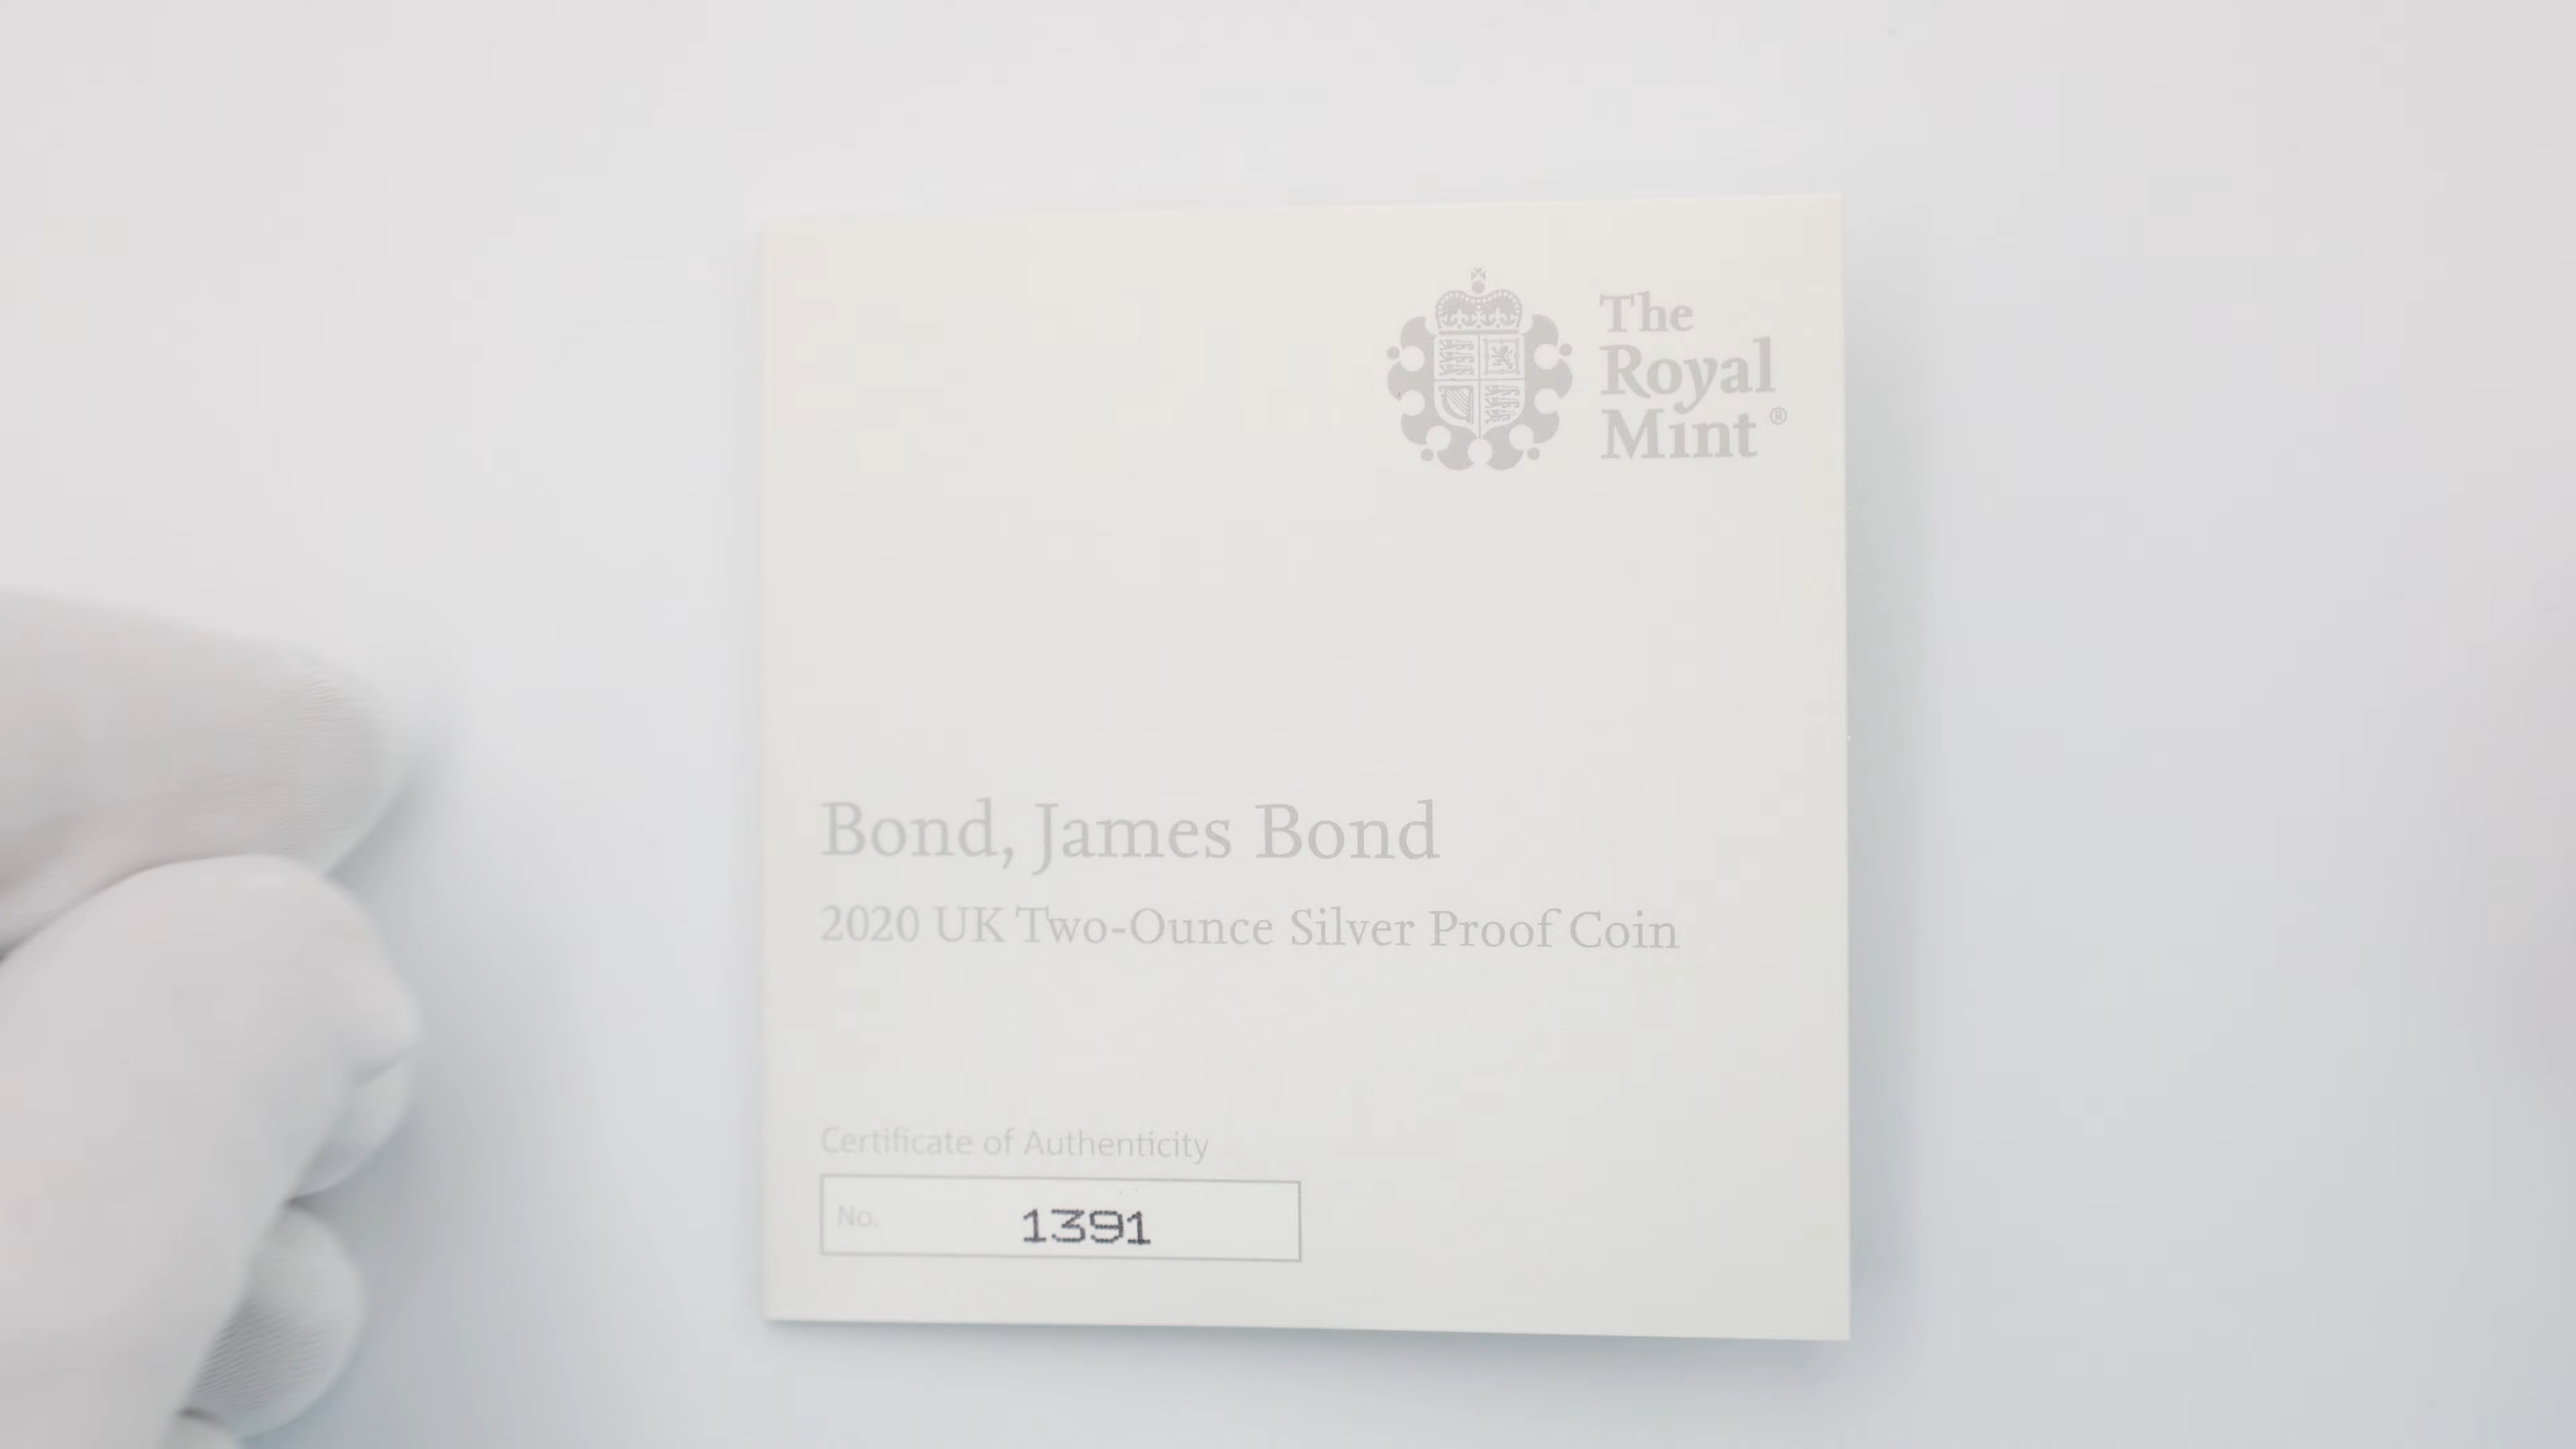 The
Royal
Mint®
Bond, James Bond
2020 UK Two-Ounce Silver Proof Coin
Certificate of Authenticity
No. 1391